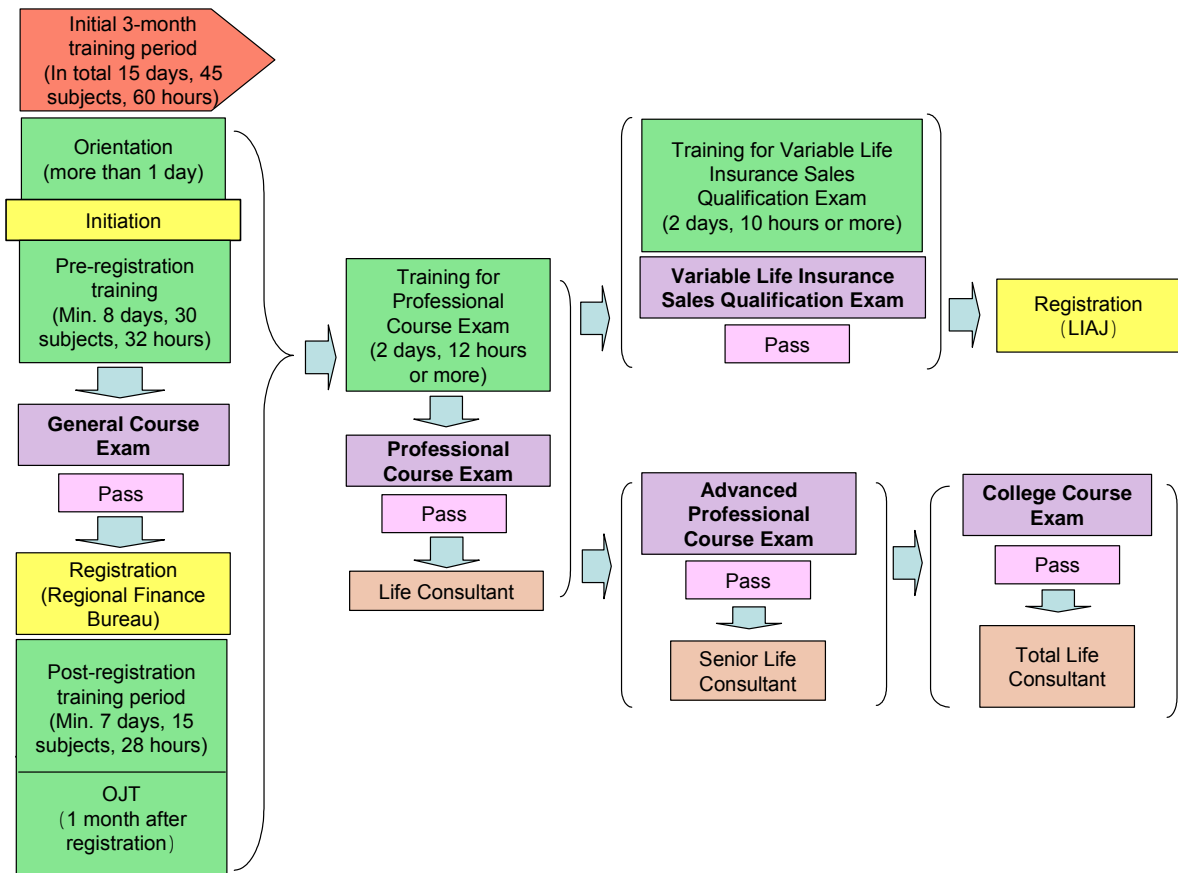 Initial 3-month
training period
(In total 15 days, 45
subjects, 60 hours)
Orientation
(more than 1 day)
Initiation
Pre-registration
training
(Min. 8 days, 30
subjects, 32 hours)
General Course
Exam
Pass
Registration
(Regional Finance
Bureau)
Post-registration
training period
(Min. 7 days, 15
subjects, 28 hours)
OJT
(1 month after
registration)
Training for
Professional
Course Exam
(2 days, 12 hours
or more)
Professional
Course Exam
Pass
Life Consultant
Training for Variable Life
Insurance Sales
Qualification Exam
(2 days, 10 hours or more)
Variable Life Insurance
Sales Qualification Exam
Pass
Registration
(LIAJ)
Advanced
Professional
Course Exam
Pass
Senior Life
Consultant
College Course
Exam
Pass
Total Life
Consultant